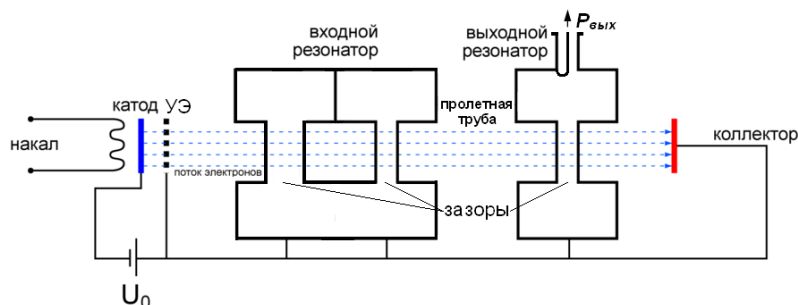 входной
резонатор
выходной
резонатор
Pвых
катод
УЭ
пролетная
труба
накал
коллектор
поток электронов
зазоры
U0